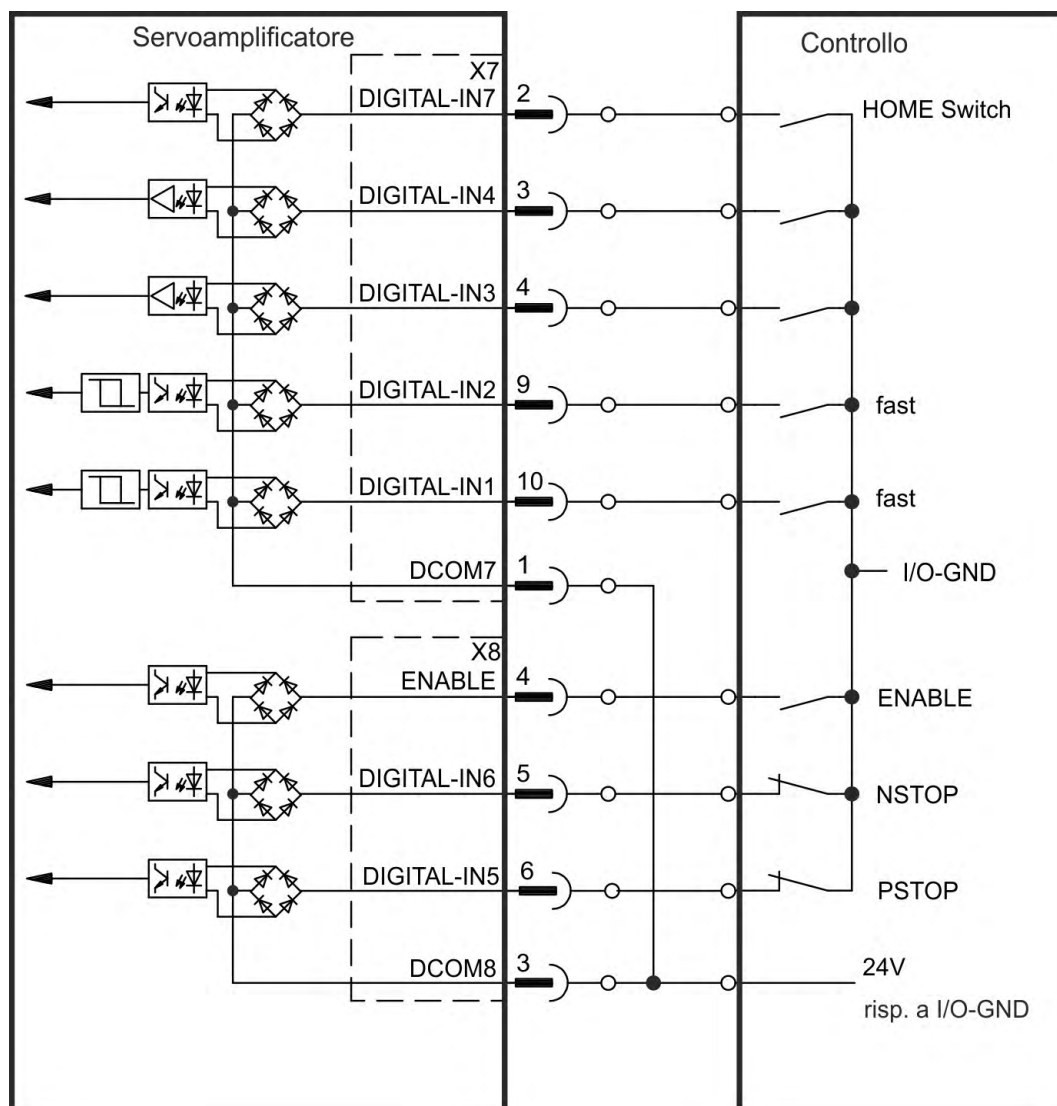 Servoamplificatore
Controllo
X7
DIGITAL-IN7
2
HOME Switch
DIGITAL-IN4
3
DIGITAL-IN3
4
DIGITAL-IN2
9
fast
DIGITAL-IN1
10
fast
DCOM7
1
I/O-GND
X8
ENABLE
4
ENABLE
DIGITAL-IN6
5
NSTOP
DIGITAL-IN5
6
PSTOP
DCOM8
3
24V
risp. a I/O-GND